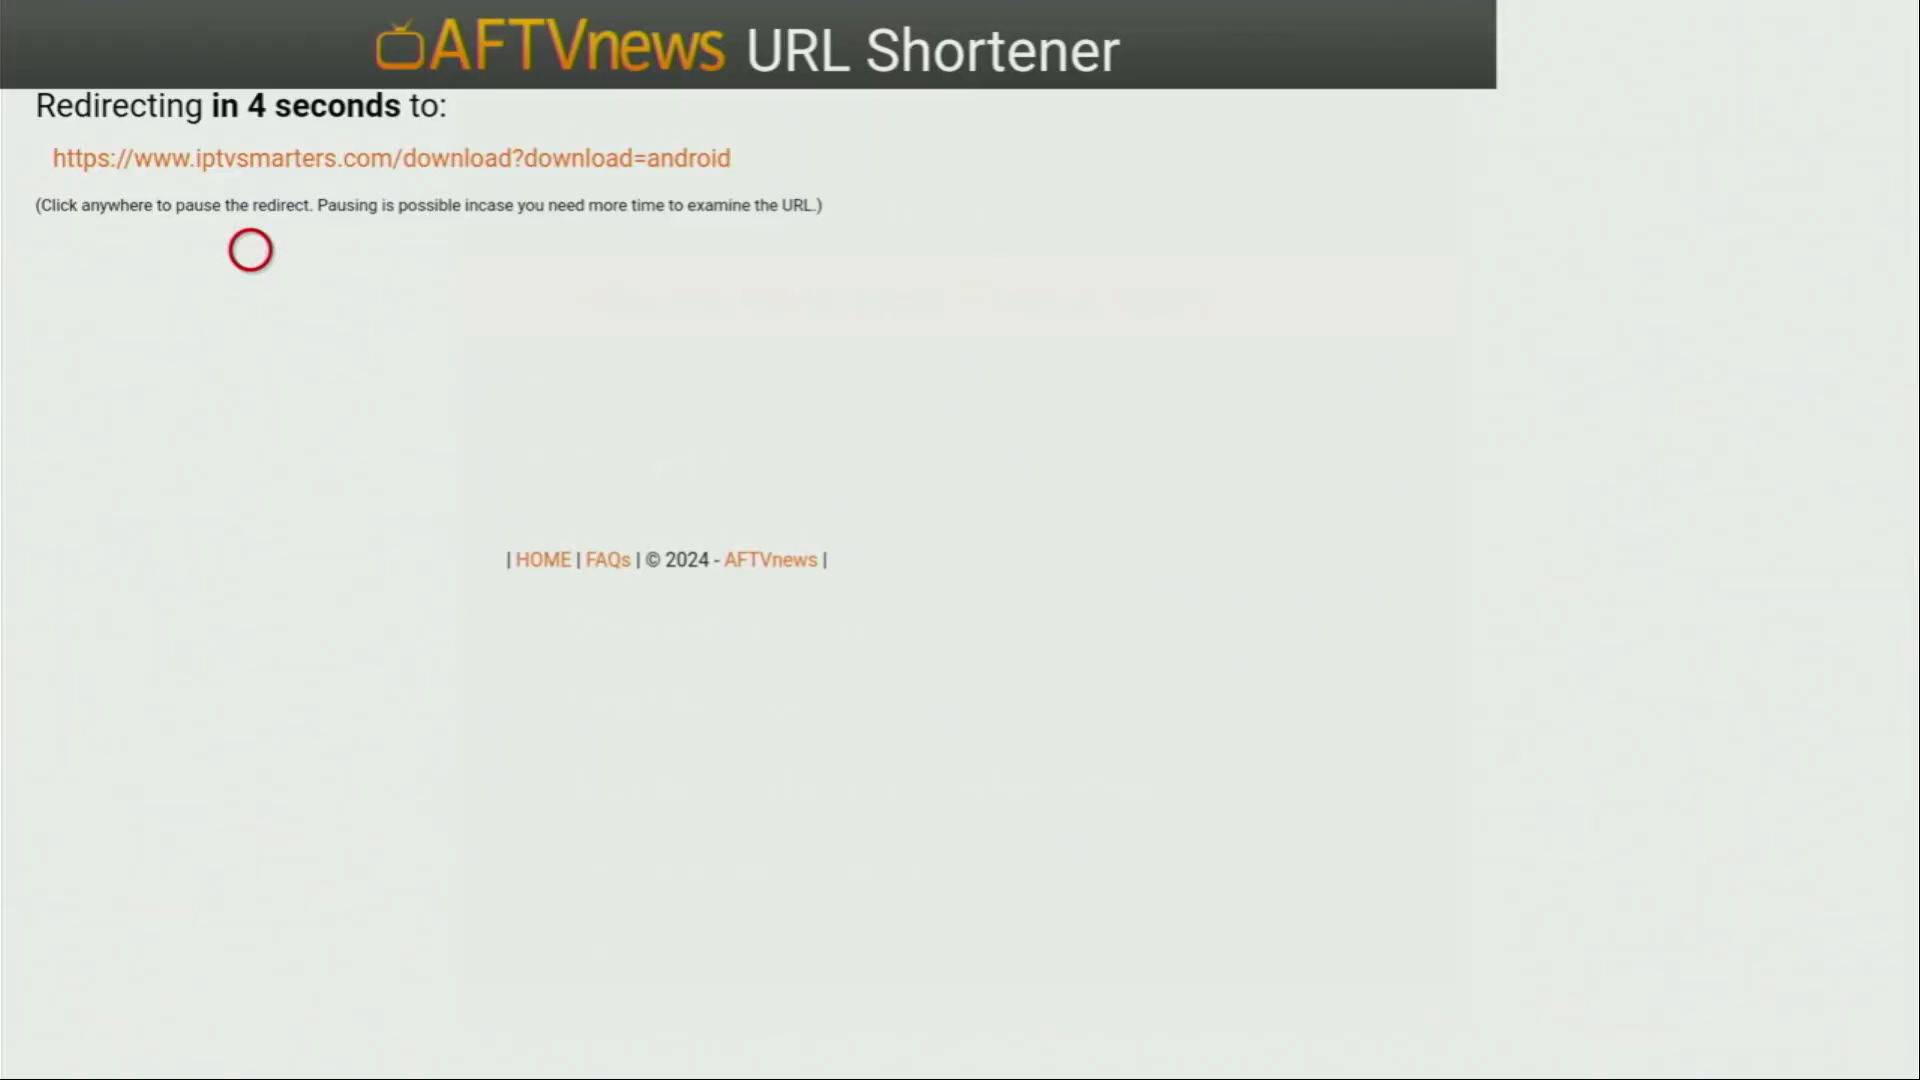 AFTVnews URL Shortener
Redirecting in 4 seconds to:
https://www.iptvsmarters.com/download?download=android
(Click anywhere to pause the redirect. Pausing is possible incase you need more time to examine the URL.)
| HOME | FAQs | © 2024 - AFTVnews |